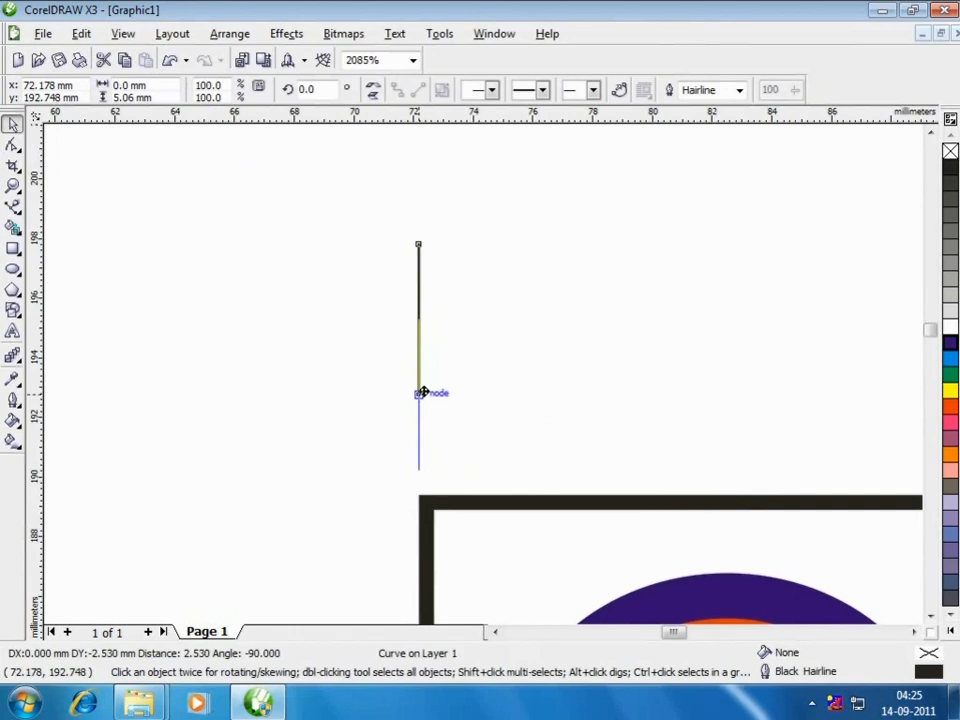 CorelDRAW X3 - [Graphic1]
File Edit View Layout Arrange Effects Bitmaps Text Tools Window Help
2085%
x: 72.178 mm 0.0 mm 100.0 % 0.0 ° Hairline 100
y: 192.748 mm 5.06 mm 100.0 %
60 62 64 66 68 70 72 74 76 78 80 82 84 86 millimeters
200
198
196
194
node
192
190
188
millimeters
1 of 1 Page 1
DX:0.000 mm DY:-2.530 mm Distance: 2.530 Angle: -90.000 Curve on Layer 1 None
( 72.178, 192.748 ) Click an object twice for rotating/skewing; dbl-clicking tool selects all objects; Shift+click multi-selects; Alt+click digs; Ctrl+click selects in a gr... Black Hairline
04:25
14-09-2011